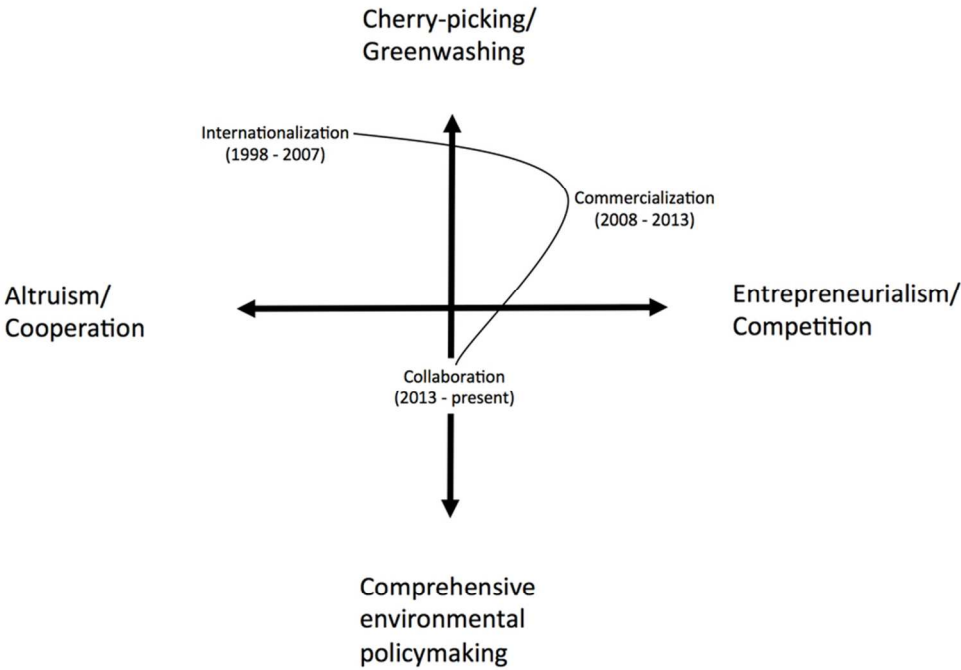 Cherry-picking/
Greenwashing
Internationalization
(1998 - 2007)
Commercialization
(2008 - 2013)
Altruism/
Cooperation
Entrepreneurialism/
Competition
Collaboration
(2013 - present)
Comprehensive
environmental
policymaking